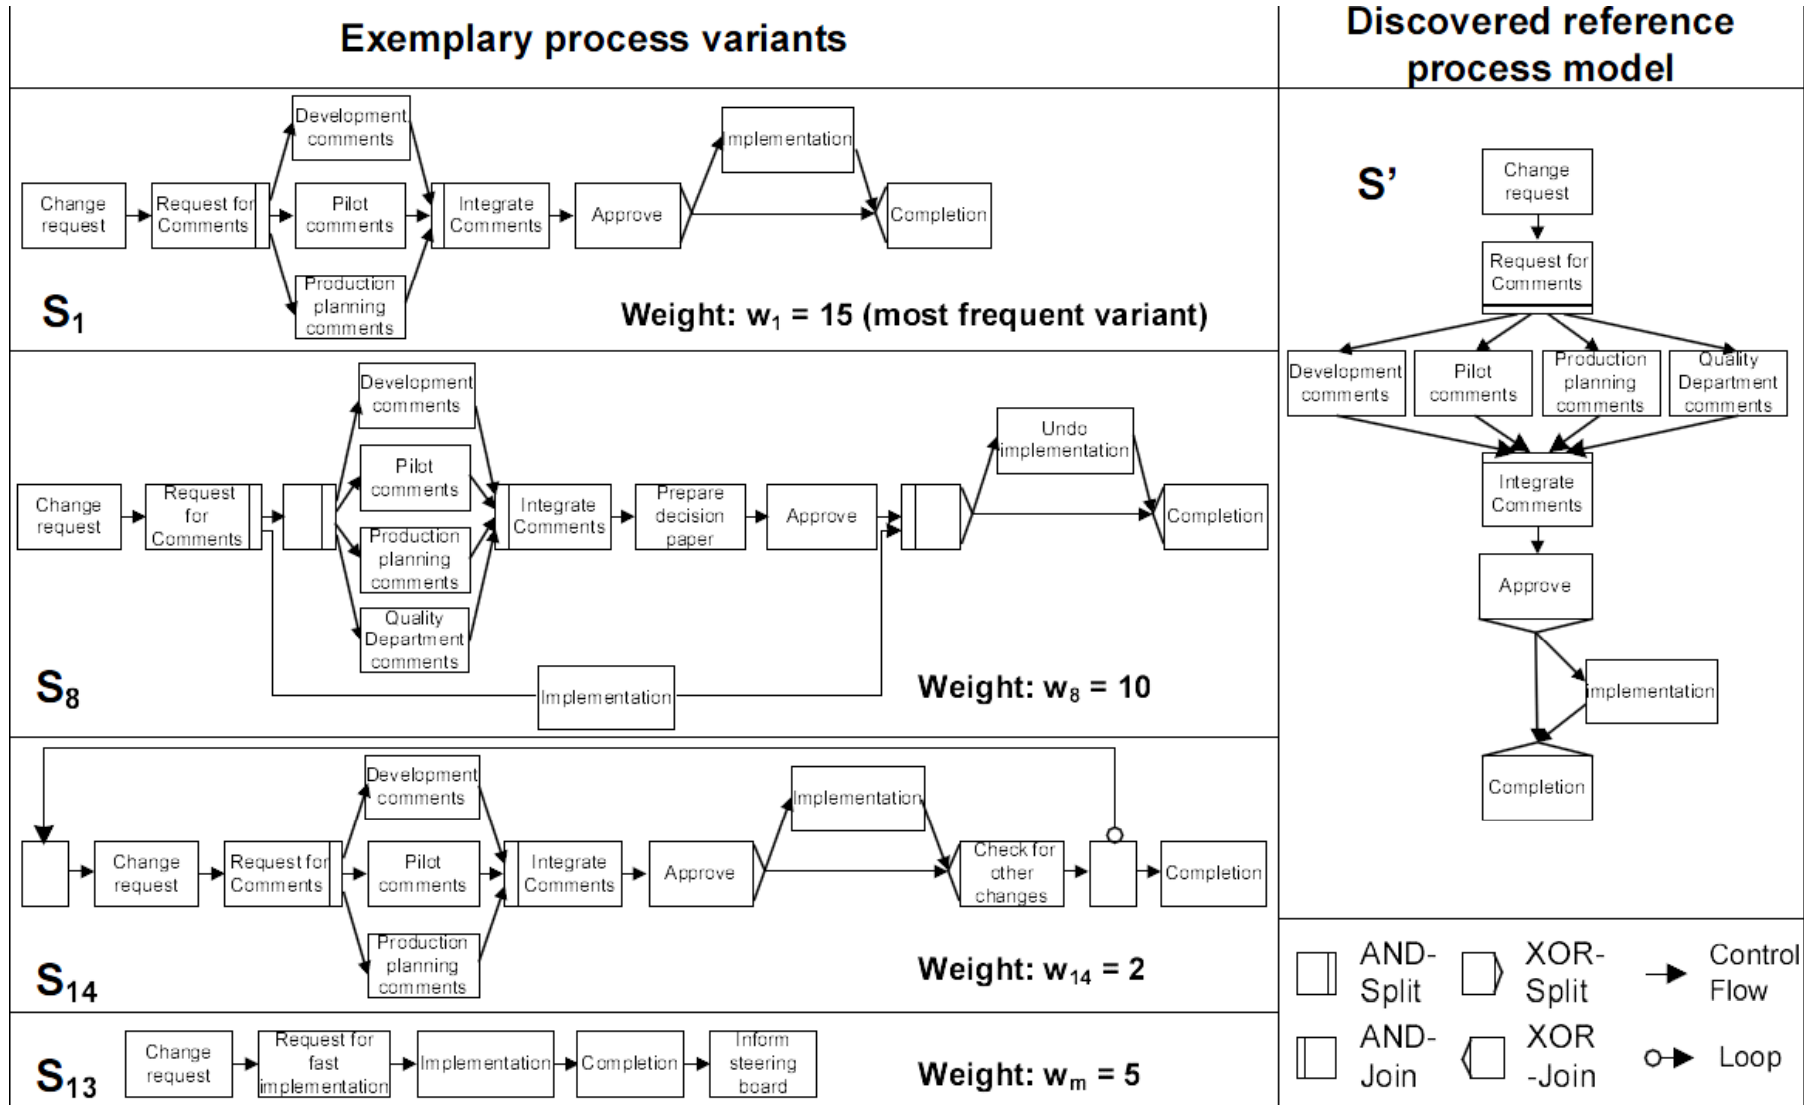 Exemplary process variants
Discovered reference
process model
Development
comments
Implementation
Change
request
Request for
Comments
Pilot
comments
Integrate
Comments
Approve
Completion
Production
planning
comments
S1
Weight: w1 = 15 (most frequent variant)
Development
comments
Undo
implementation
Pilot
comments
Change
request
Request
for
Comments
Integrate
Comments
Prepare
decision
paper
Approve
Completion
Production
planning
comments
Quality
Department
comments
Implementation
S8
Weight: w8 = 10
Development
comments
Implementation
Change
request
Request for
Comments
Pilot
comments
Integrate
Comments
Approve
Check for
other
changes
Completion
Production
planning
comments
S14
Weight: w14 = 2
S13
Change
request
Request for
fast
implementation
Implementation
Completion
Inform
steering
board
Weight: wm = 5
S’
Change
request
Request for
Comments
Development
comments
Pilot
comments
Production
planning
comments
Quality
Department
comments
Integrate
Comments
Approve
implementation
Completion
AND-
Split
XOR-
Split
Control
Flow
AND-
Join
XOR
-Join
Loop